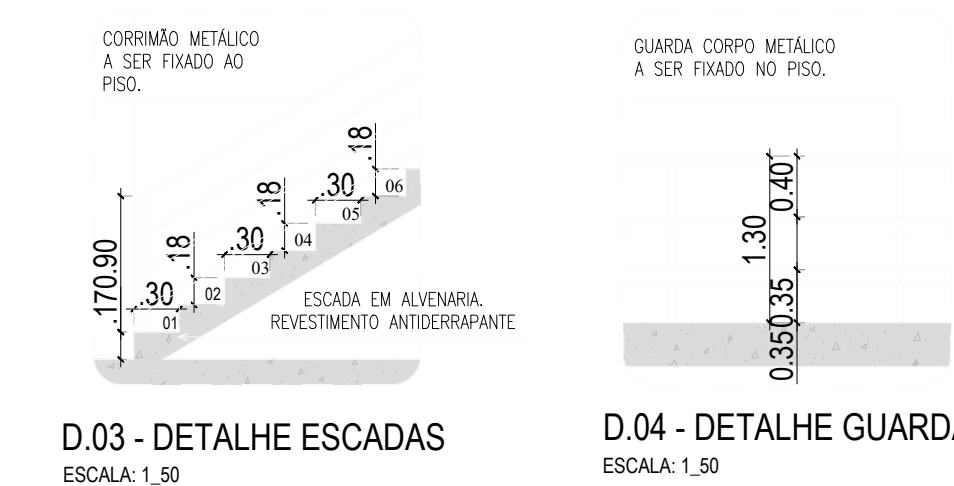 CORRIMÃO METÁLICO
A SER FIXADO AO
PISO.
.18
.30
06
05
.18
.30
04
03
.18
.30
02
01
.170.90
ESCADA EM ALVENARIA.
REVESTIMENTO ANTIDERRAPANTE
D.03 - DETALHE ESCADAS
ESCALA: 1_50
GUARDA CORPO METÁLICO
A SER FIXADO NO PISO.
1.30
0.40
0.350.35
D.04 - DETALHE GUARDA
ESCALA: 1_50